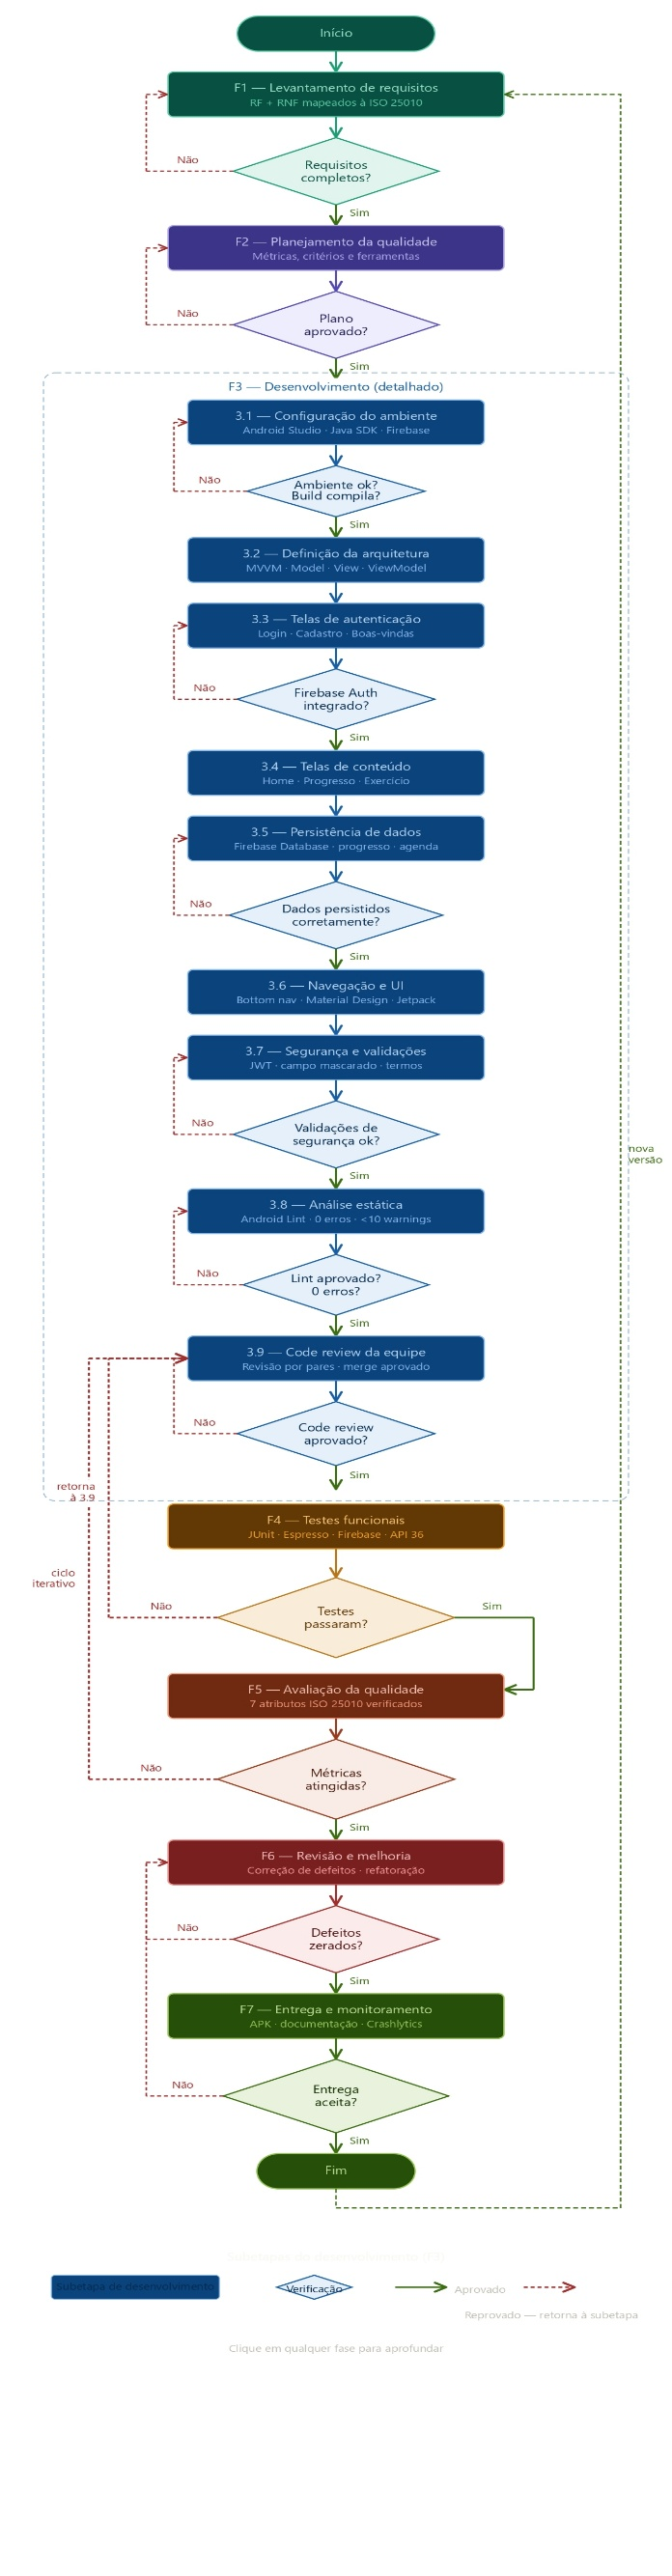 Início
F1 — Levantamento de requisitos
RF + RNF mapeados à ISO 25010
Não
Requisitos
completos?
Sim
F2 — Planejamento da qualidade
Métricas, critérios e ferramentas
Não
Plano
aprovado?
Sim
F3 — Desenvolvimento (detalhado)
3.1 — Configuração do ambiente
Android Studio · Java SDK · Firebase
Não
Ambiente ok?
Build compila?
Sim
3.2 — Definição da arquitetura
MVVM · Model · View · ViewModel
3.3 — Telas de autenticação
Login · Cadastro · Boas-vindas
Não
Firebase Auth
integrado?
Sim
3.4 — Telas de conteúdo
Home · Progresso · Exercício
3.5 — Persistência de dados
Firebase Database · progresso · agenda
Não
Dados persistidos
corretamente?
Sim
3.6 — Navegação e UI
Bottom nav · Material Design · Jetpack
3.7 — Segurança e validações
JWT · campo mascarado · termos
Não
Validações de
segurança ok?
nova
versão
Sim
3.8 — Análise estática
Android Lint · 0 erros · <10 warnings
Não
Lint aprovado?
0 erros?
Sim
3.9 — Code review da equipe
Revisão por pares · merge aprovado
Não
Code review
aprovado?
Sim
retorna
à 3.9
F4 — Testes funcionais
JUnit · Espresso · Firebase · API 36
ciclo
iterativo
Não
Testes
passaram?
Sim
F5 — Avaliação da qualidade
7 atributos ISO 25010 verificados
Não
Métricas
atingidas?
Sim
F6 — Revisão e melhoria
Correção de defeitos · refatoração
Não
Defeitos
zerados?
Sim
F7 — Entrega e monitoramento
APK · documentação · Crashlytics
Não
Entrega
aceita?
Sim
Fim
Subetapas do desenvolvimento (F3)
Subetapa de desenvolvimento
Verificação
Aprovado
Reprovado — retorna à subetapa
Clique em qualquer fase para aprofundar